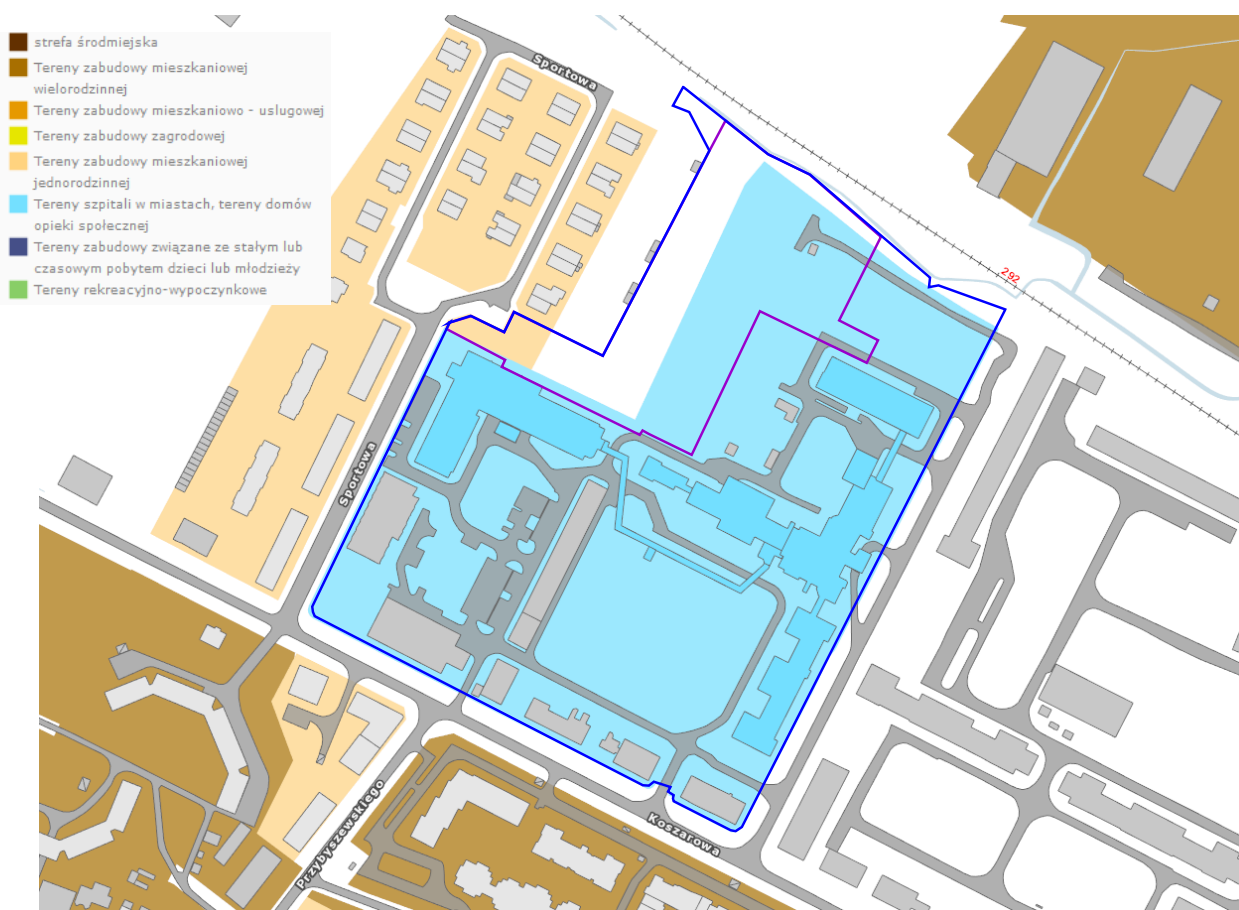 strefa środmiejska
Tereny zabudowy mieszkaniowej
wielorodzinnej
Tereny zabudowy mieszkaniowo - usługowej
Tereny zabudowy zagrodowej
Tereny zabudowy mieszkaniowej
jednorodzinnej
Tereny szpitali w miastach, tereny domów
opieki społecznej
Tereny zabudowy związane ze stałym lub
czasowym pobytem dzieci lub młodzieży
Tereny rekreacyjno-wypoczynkowe
Sportowa
292
Sportowa
Przybyszewskiego
Koszarowa